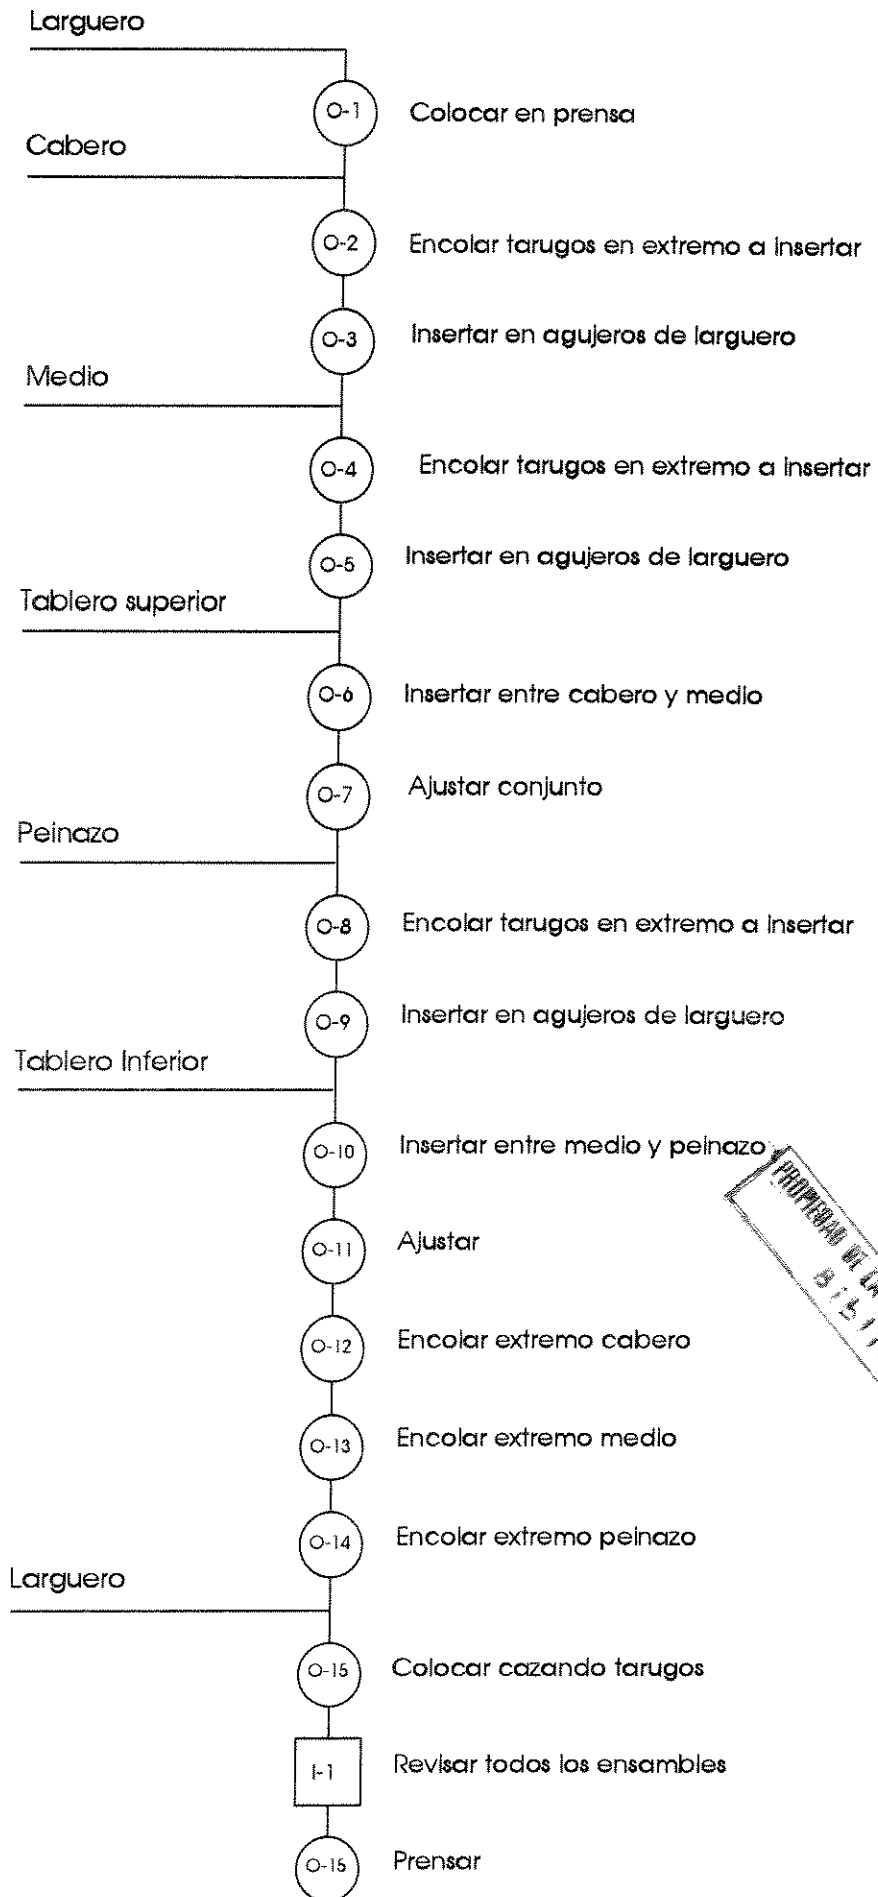 Larguero
O-1 Colocar en prensa
Cabero
O-2 Encolar tarugos en extremo a insertar
O-3 Insertar en agujeros de larguero
Medio
O-4 Encolar tarugos en extremo a insertar
O-5 Insertar en agujeros de larguero
Tablero superior
O-6 Insertar entre cabero y medio
O-7 Ajustar conjunto
Peinazo
O-8 Encolar tarugos en extremo a insertar
O-9 Insertar en agujeros de larguero
Tablero Inferior
O-10 Insertar entre medio y peinazo
PROPIEDAD DE LA
O-11 Ajustar
O-12 Encolar extremo cabero
O-13 Encolar extremo medio
O-14 Encolar extremo peinazo
Larguero
O-15 Colocar cazando tarugos
I-1 Revisar todos los ensambles
O-15 Prensar